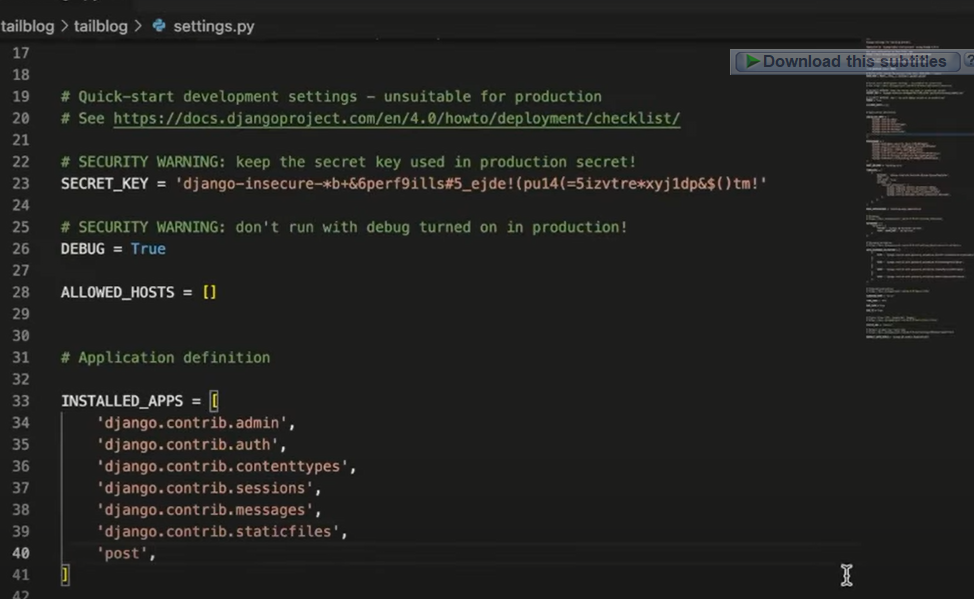 tailblog > tailblog > settings.py
Download this subtitles ?
17
18
19 # Quick-start development settings - unsuitable for production
20 # See https://docs.djangoproject.com/en/4.0/howto/deployment/checklist/
21
22 # SECURITY WARNING: keep the secret key used in production secret!
23 SECRET_KEY = 'django-insecure-*b+&6perf9ills#5_ejde!(pu14(=5izvtre*xyj1dp&$()tm!'
24
25 # SECURITY WARNING: don't run with debug turned on in production!
26 DEBUG = True
27
28 ALLOWED_HOSTS = []
29
30
31 # Application definition
32
33 INSTALLED_APPS = [
34 'django.contrib.admin',
35 'django.contrib.auth',
36 'django.contrib.contenttypes',
37 'django.contrib.sessions',
38 'django.contrib.messages',
39 'django.contrib.staticfiles',
40 'post',
41 ]
42